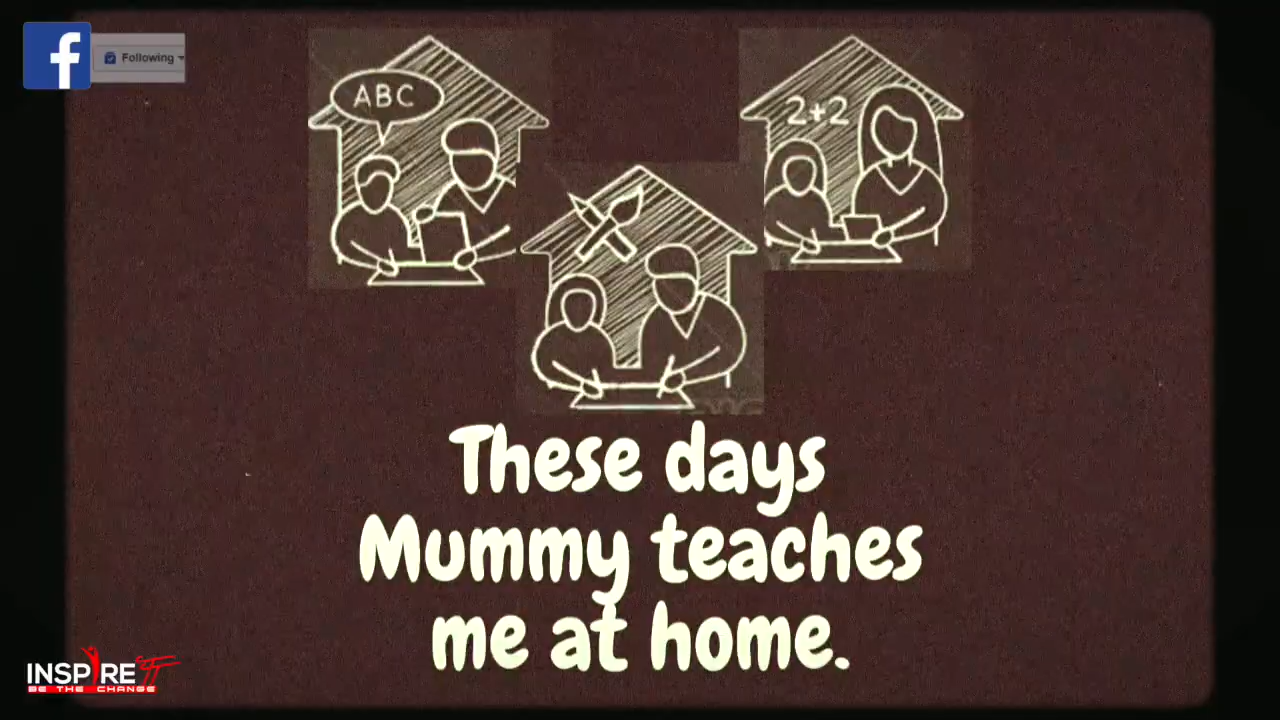 Following
ABC
2+2
These days
Mummy teaches
me at home.
INSPIRE
BE THE CHANGE